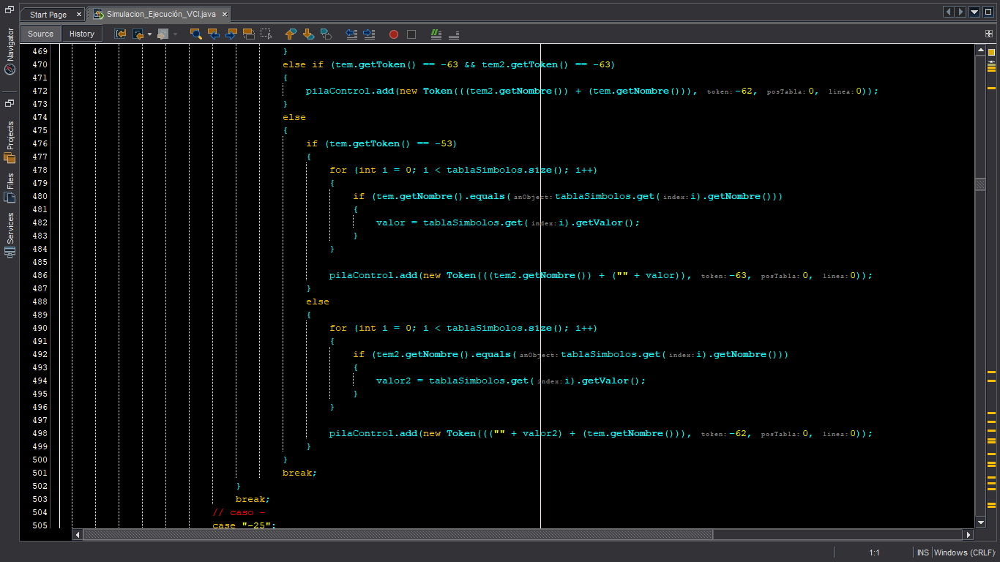 Start Page
Simulacion_Ejecución_VCI.java
Source History
Navigator
Projects
Files
Services
469 }
470 else if (tem.getToken() == -63 && tem2.getToken() == -63)
471 {
472 pilaControl.add(new Token(((tem2.getNombre()) + (tem.getNombre())), token: -62, posTabla: 0, linea: 0));
473 }
474 else
475 {
476 if (tem.getToken() == -53)
477 {
478 for (int i = 0; i < tablaSimbolos.size(); i++)
479 {
480 if (tem.getNombre().equals( anObject: tablaSimbolos.get( index: i).getNombre()))
481 {
482 valor = tablaSimbolos.get( index: i).getValor();
483 }
484 }
485
486 pilaControl.add(new Token(((tem2.getNombre()) + ("" + valor)), token: -63, posTabla: 0, linea: 0));
487 }
488 else
489 {
490 for (int i = 0; i < tablaSimbolos.size(); i++)
491 {
492 if (tem2.getNombre().equals( anObject: tablaSimbolos.get( index: i).getNombre()))
493 {
494 valor2 = tablaSimbolos.get( index: i).getValor();
495 }
496 }
497
498 pilaControl.add(new Token((("" + valor2) + (tem.getNombre())), token: -62, posTabla: 0, linea: 0));
499 }
500 }
501 break;
502 }
503 break;
504 // caso -
505 case "-25":
1:1 INS Windows (CRLF)